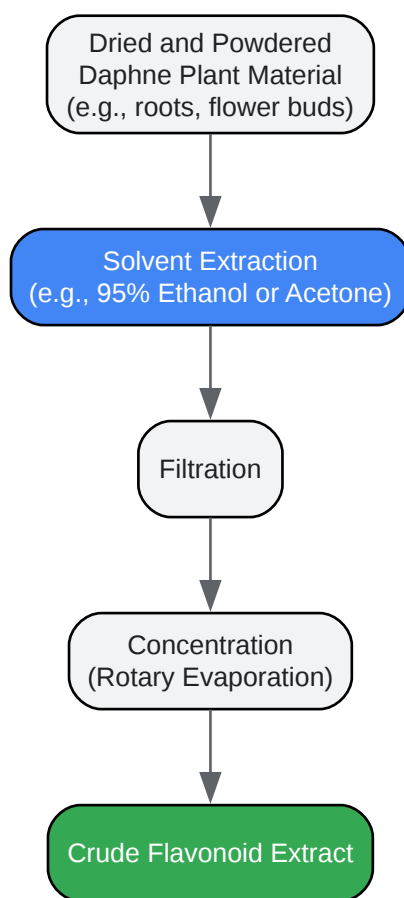 Dried and Powdered
Daphne Plant Material
(e.g., roots, flower buds)
Solvent Extraction
(e.g., 95% Ethanol or Acetone)
Filtration
Concentration
(Rotary Evaporation)
Crude Flavonoid Extract